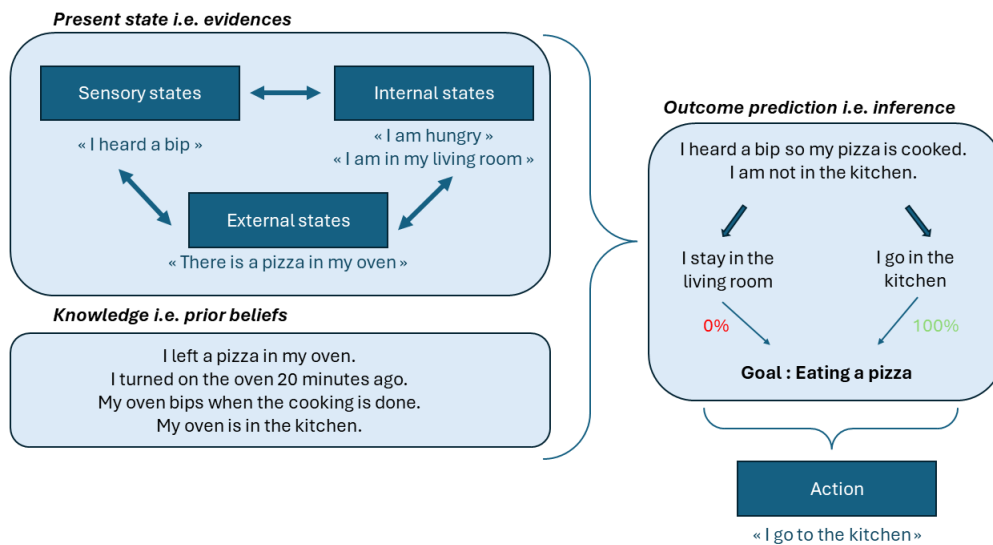 Present state i.e. evidences
Sensory states
Internal states
« I heard a bip »
« I am hungry »
« I am in my living room »
External states
« There is a pizza in my oven »
Knowledge i.e. prior beliefs
I left a pizza in my oven.
I turned on the oven 20 minutes ago.
My oven bips when the cooking is done.
My oven is in the kitchen.
Outcome prediction i.e. inference
I heard a bip so my pizza is cooked.
I am not in the kitchen.
I stay in the
living room
I go in the
kitchen
0%
100%
Goal : Eating a pizza
Action
« I go to the kitchen »